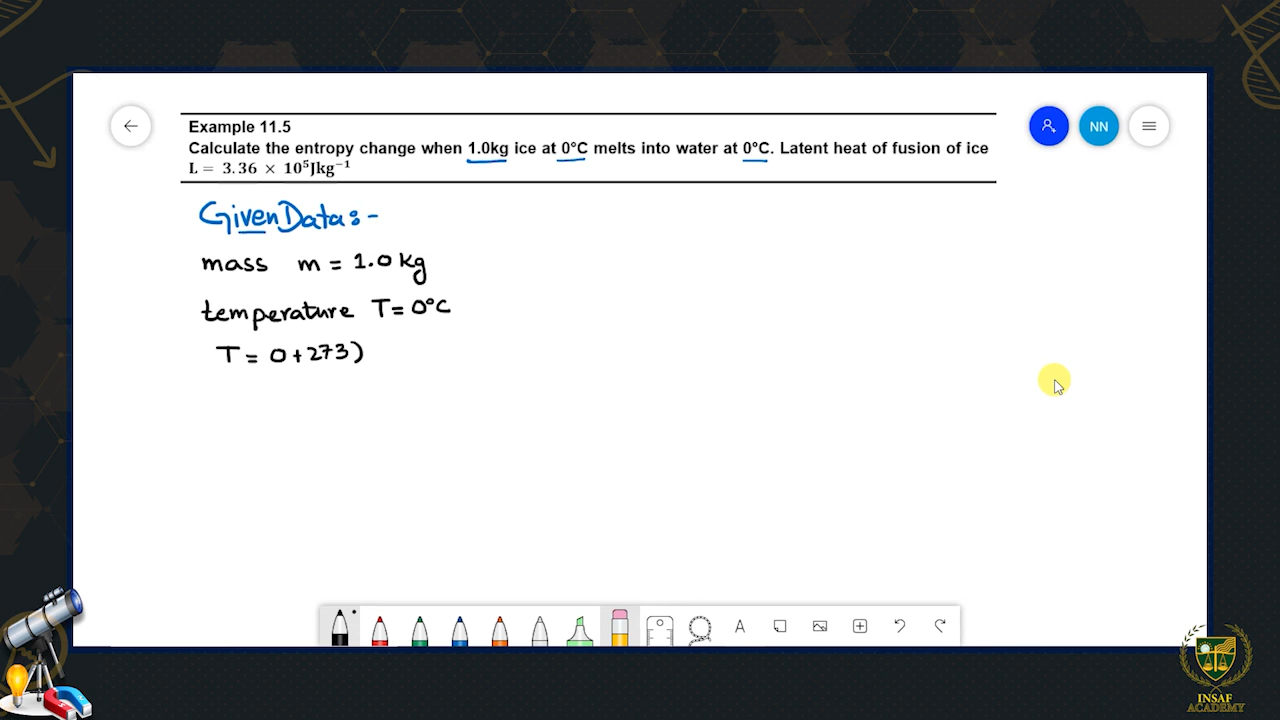 Example 11.5
Calculate the entropy change when 1.0kg ice at 0°C melts into water at 0°C. Latent heat of fusion of ice
L = 3.36 × 10⁵Jkg⁻¹
NN
Given Data:-
mass m = 1.0 kg
temperature T = 0°C
T = 0+273)
A
INSAF
ACADEMY